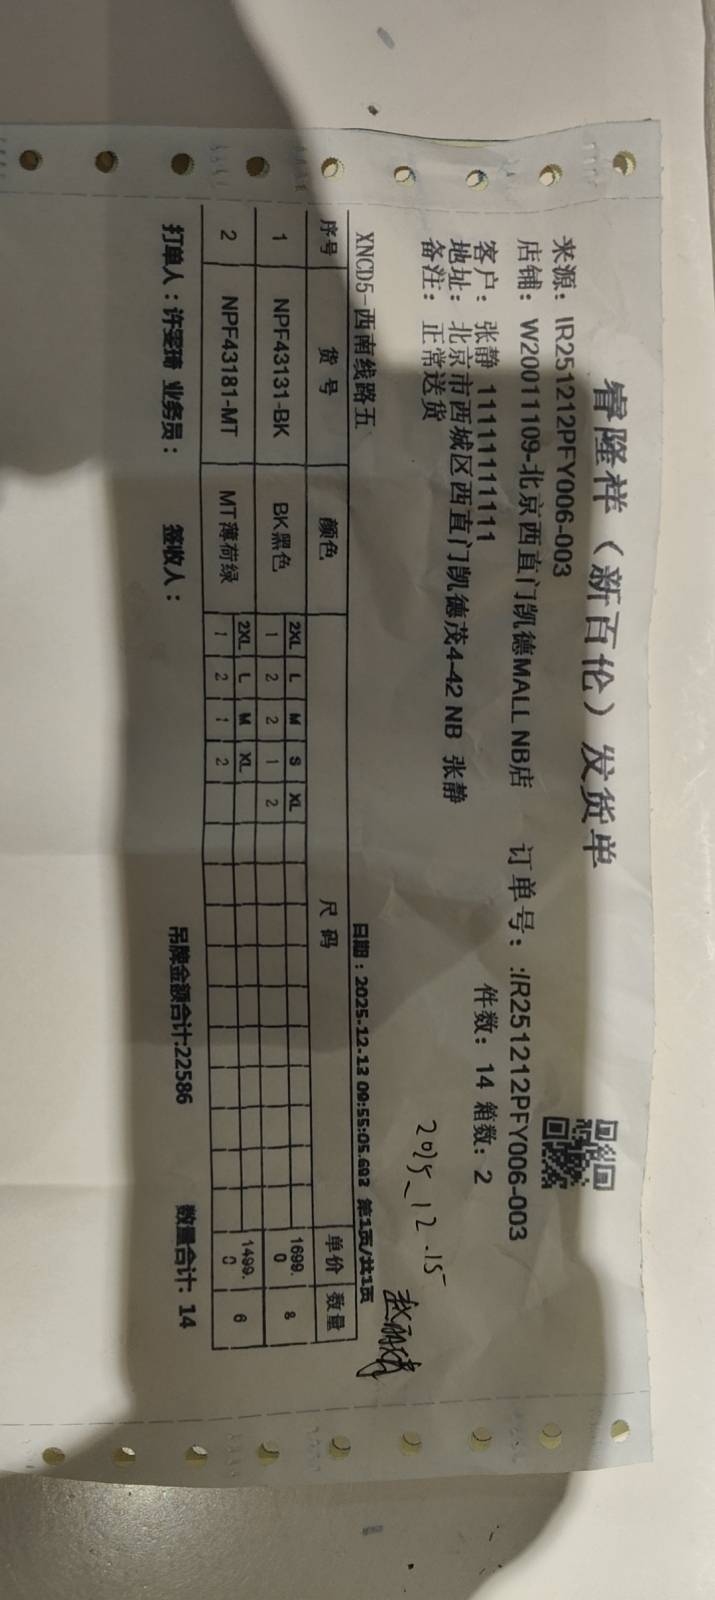 睿隆祥（新百伦）发货单
来源：IR251212PFY006-003
店铺：W20011109-北京西直门凯德MALL NB店 订单号：:IR251212PFY006-003
客户：张静 11111111111 件数：14 箱数：2
地址：北京市西城区西直门凯德茂4-42 NB 张静
备注：正常送货
2025-12.15
XNCD5-西南线路五 日期：2025-12-13 09:55:05.693 第1页/共1页
序号 货号 颜色 尺码 单价 数量
2XL L M S XL
1 NPF43131-BK BK黑色 1 2 2 1 2 1699.0 8
2XL L M XL
2 NPF43181-MT MT薄荷绿 1 2 1 2 1499.0 6
打单人：许雯琦 业务员： 签收人： 吊牌金额合计:22586 数量合计: 14